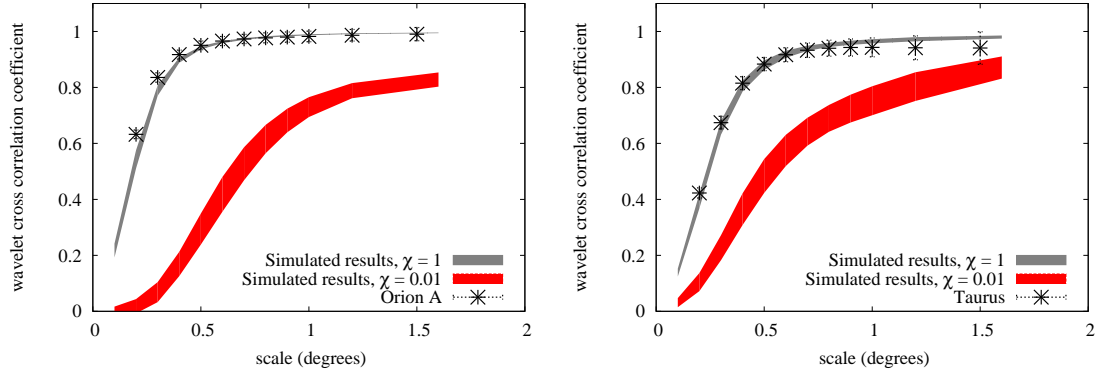 wavelet cross correlation coefficient
1
0.8
0.6
0.4
0.2
0
Simulated results, χ = 1
Simulated results, χ = 0.01
Orion A
0 0.5 1 1.5 2
scale (degrees)
wavelet cross correlation coefficient
1
0.8
0.6
0.4
0.2
0
Simulated results, χ = 1
Simulated results, χ = 0.01
Taurus
0 0.5 1 1.5 2
scale (degrees)